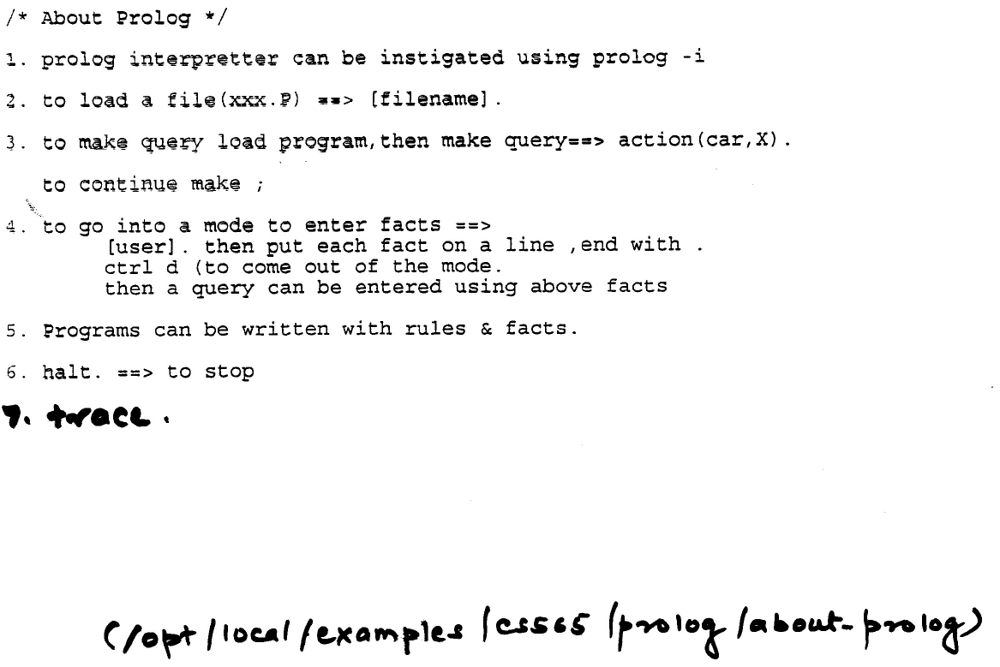 /* About Prolog */
1. prolog interpretter can be instigated using prolog -i
2. to load a file(xxx.P) ==> [filename].
3. to make query load program,then make query==> action(car,X).
to continue make ;
4. to go into a mode to enter facts ==>
[user]. then put each fact on a line ,end with .
ctrl d (to come out of the mode.
then a query can be entered using above facts
5. Programs can be written with rules & facts.
6. halt. ==> to stop
7. trace.
(/opt/local/examples/cs565/prolog/about-prolog)